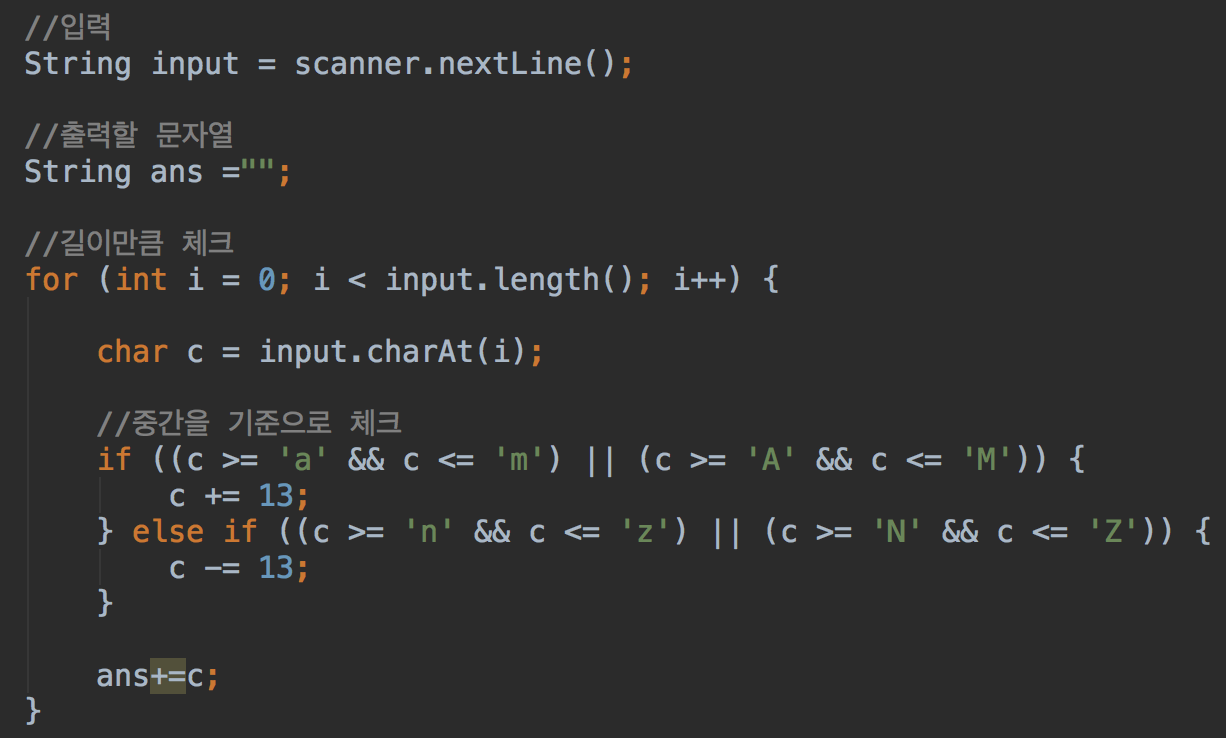 //입력
String input = scanner.nextLine();
//출력할 문자열
String ans ="";
//길이만큼 체크
for (int i = 0; i < input.length(); i++) {
char c = input.charAt(i);
//중간을 기준으로 체크
if ((c >= 'a' && c <= 'm') || (c >= 'A' && c <= 'M')) {
c += 13;
} else if ((c >= 'n' && c <= 'z') || (c >= 'N' && c <= 'Z')) {
c -= 13;
}
ans+=c;
}